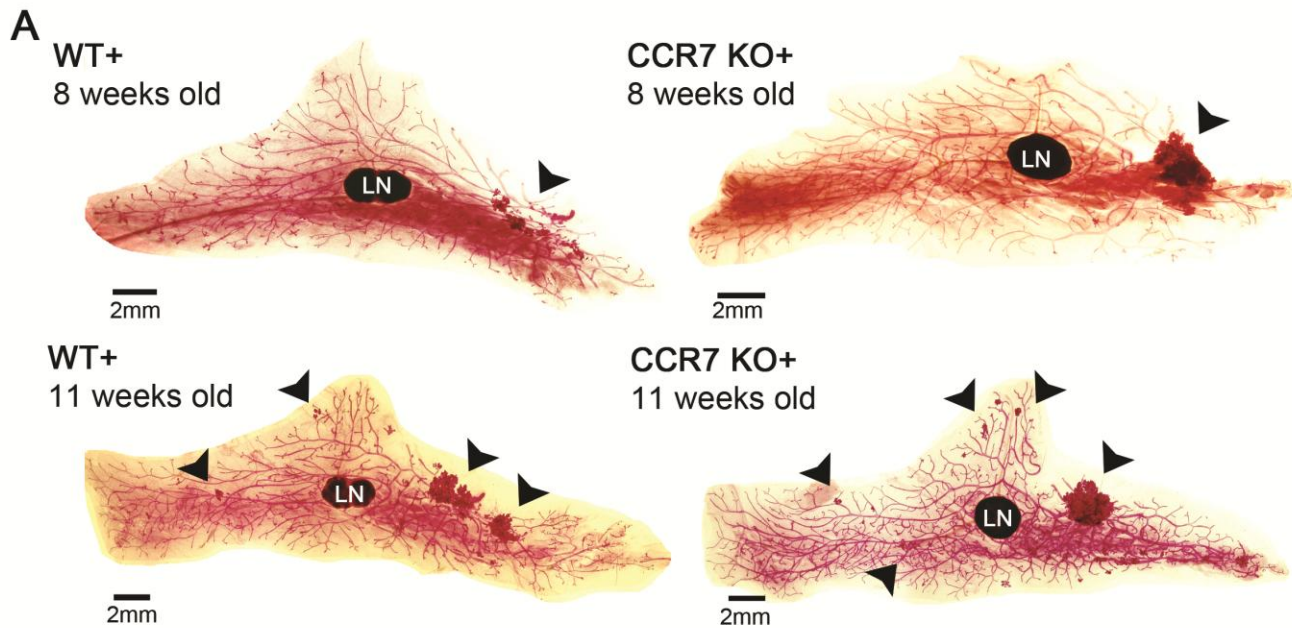 A
WT+
8 weeks old
LN
2mm
CCR7 KO+
8 weeks old
LN
2mm
WT+
11 weeks old
LN
2mm
CCR7 KO+
11 weeks old
LN
2mm